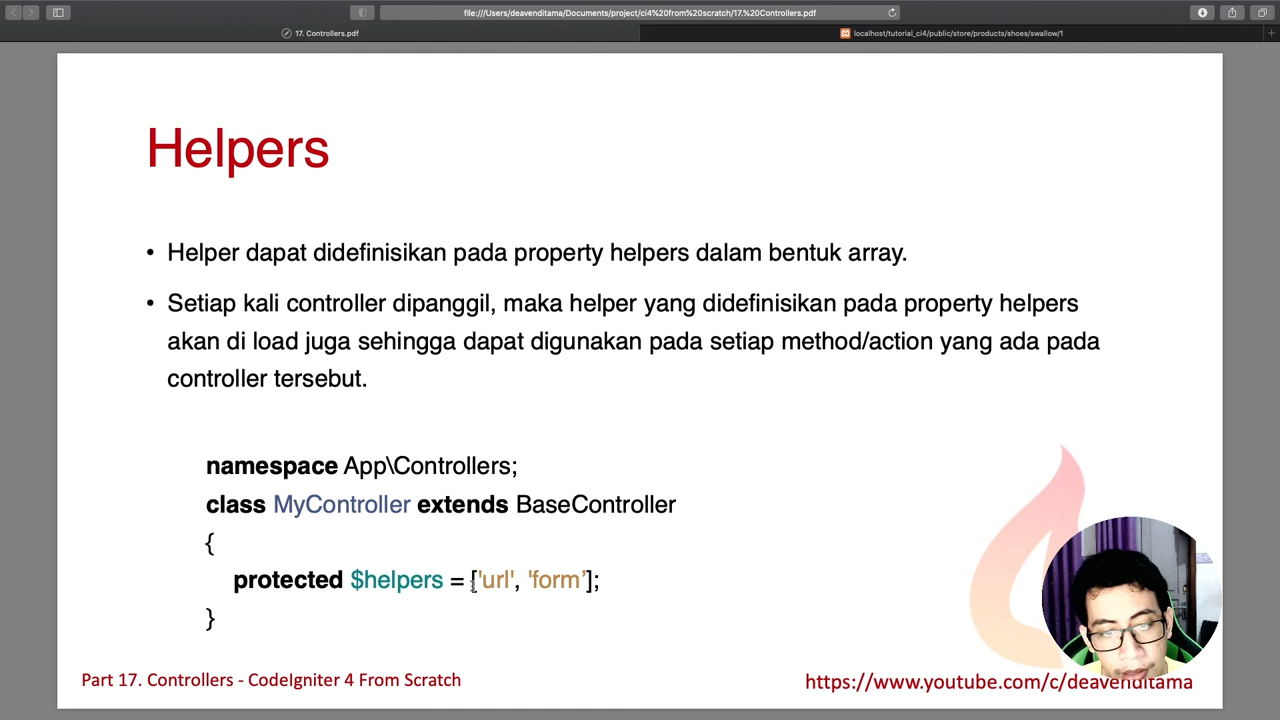 file:///Users/deavenditama/Documents/project/ci4%20from%20scratch/17.%20Controllers.pdf
17. Controllers.pdf
localhost/tutorial_ci4/public/store/products/shoes/swallow/1
Helpers
• Helper dapat didefinisikan pada property helpers dalam bentuk array.
• Setiap kali controller dipanggil, maka helper yang didefinisikan pada property helpers
akan di load juga sehingga dapat digunakan pada setiap method/action yang ada pada
controller tersebut.
namespace App\Controllers;
class MyController extends BaseController
{
protected $helpers = ['url', 'form’];
}
Part 17. Controllers - CodeIgniter 4 From Scratch
https://www.youtube.com/c/deavenditama